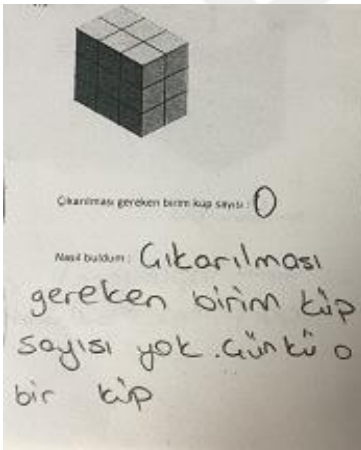 Çıkarılması gereken birim küp sayısı : 0
Nasıl buldum : Çıkarılması
gereken birim küp
sayısı yok. Çünkü o
bir küp